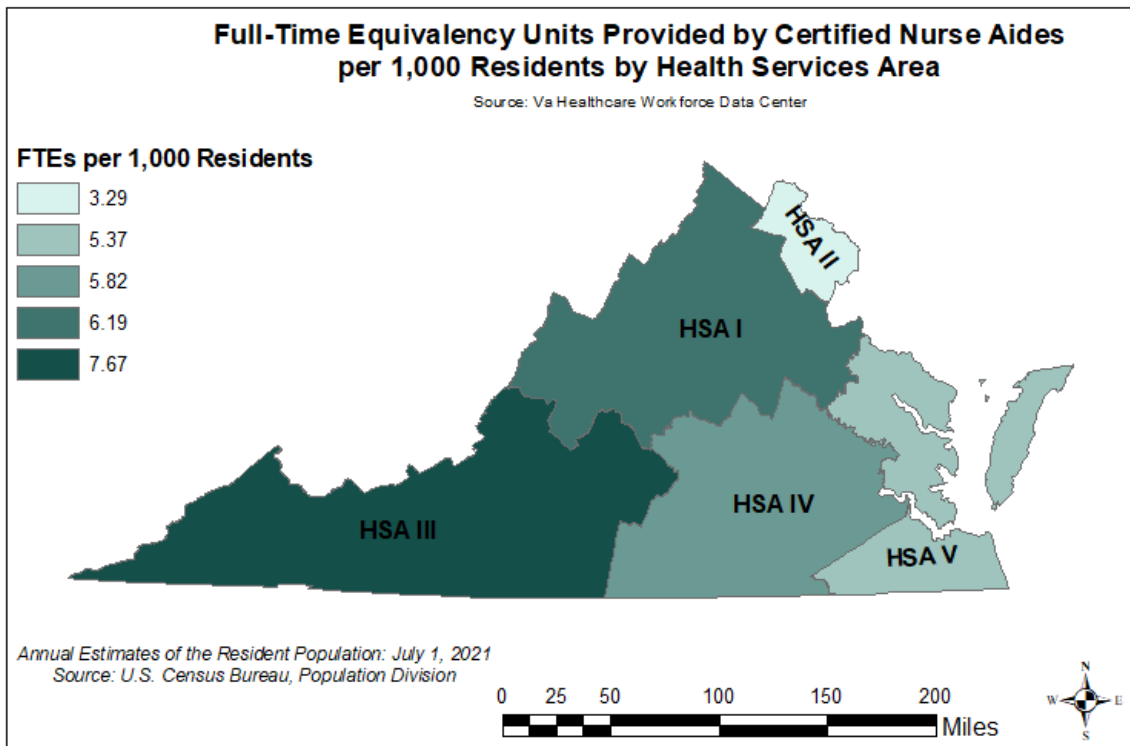 Full-Time Equivalency Units Provided by Certified Nurse Aides
per 1,000 Residents by Health Services Area
Source: Va Healthcare Workforce Data Center
FTEs per 1,000 Residents
3.29
5.37
5.82
6.19
7.67
HSA II
HSA I
HSA IV
HSA III
HSA V
Annual Estimates of the Resident Population: July 1, 2021
Source: U.S. Census Bureau, Population Division
0 25 50 100 150 200
Miles
N
W E
S